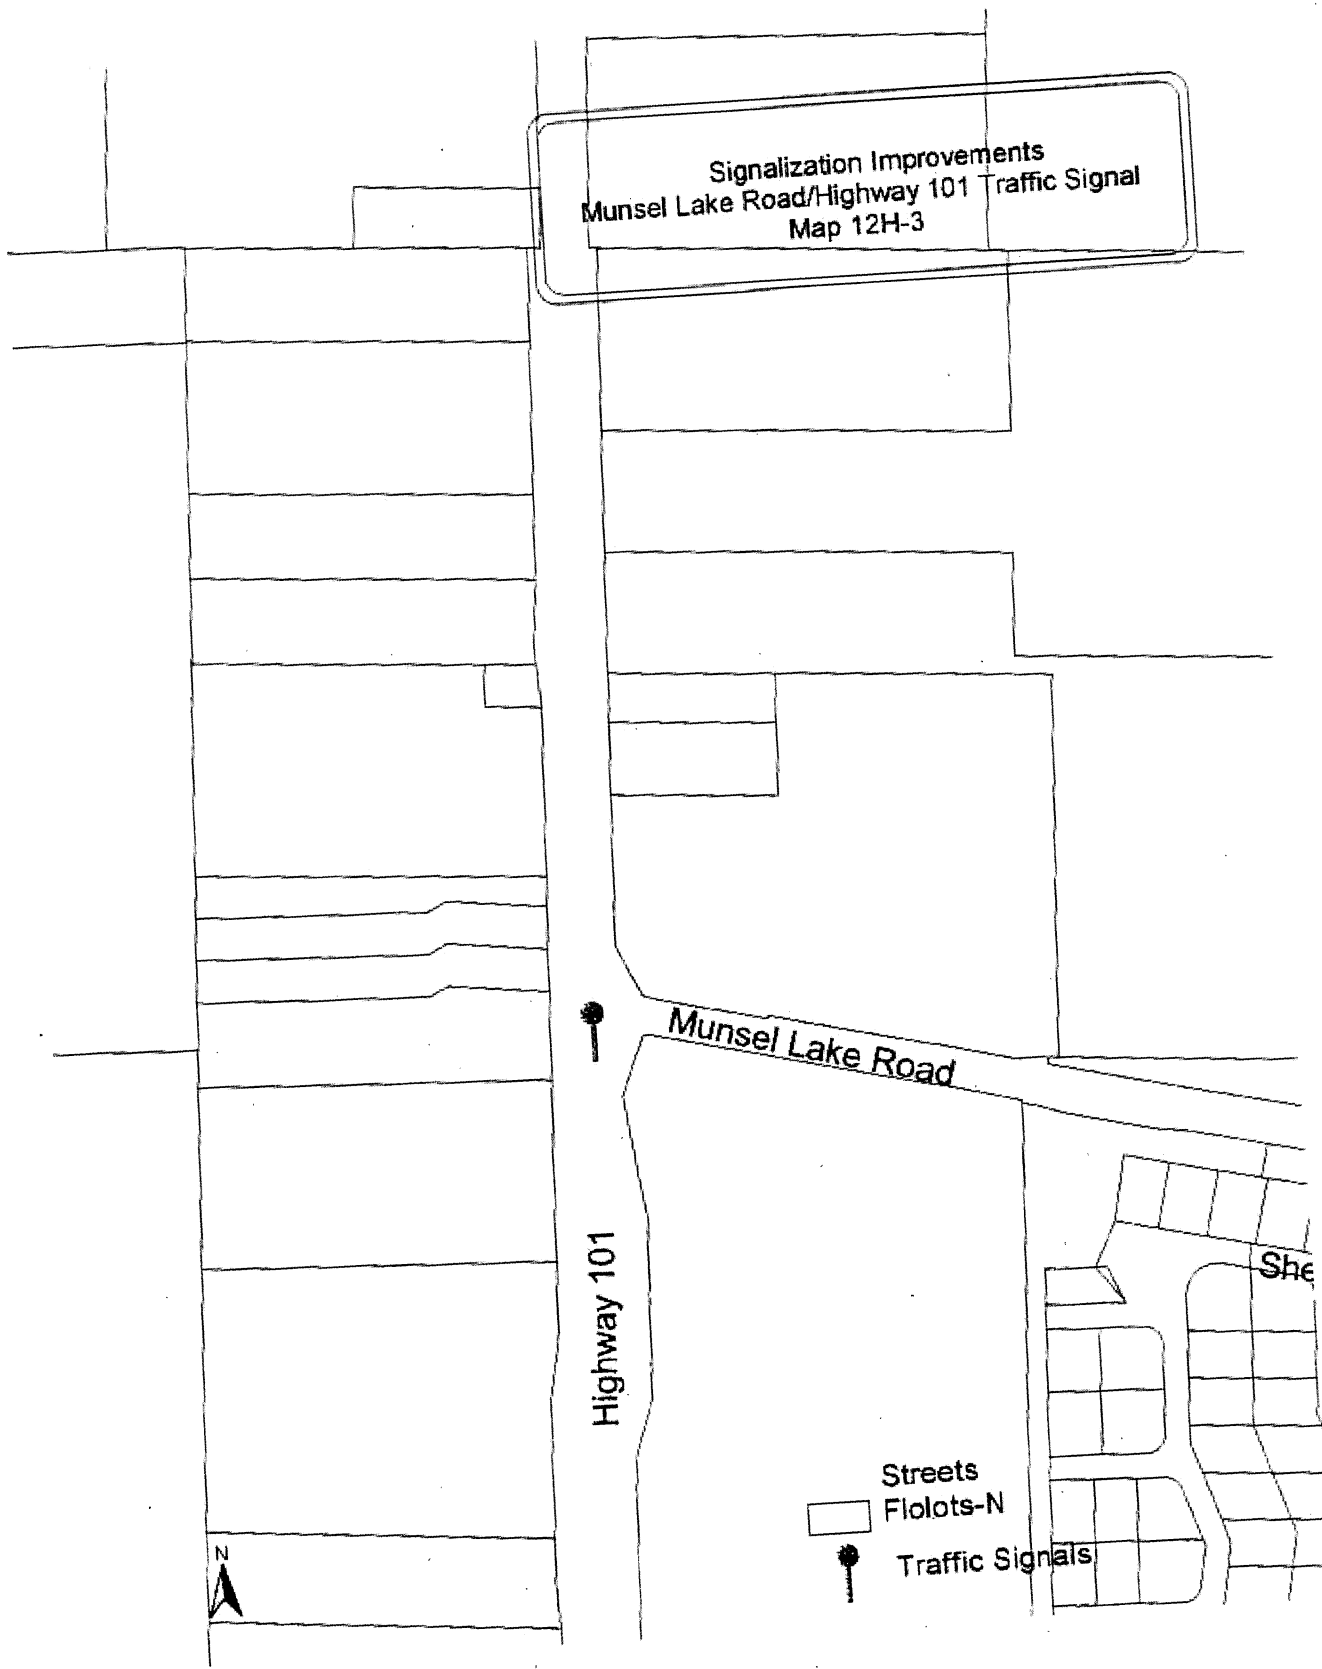 Signalization Improvements
Munsel Lake Road/Highway 101 Traffic Signal
Map 12H-3
Munsel Lake Road
Highway 101
She
Streets
Flolots-N
Traffic Signals
N